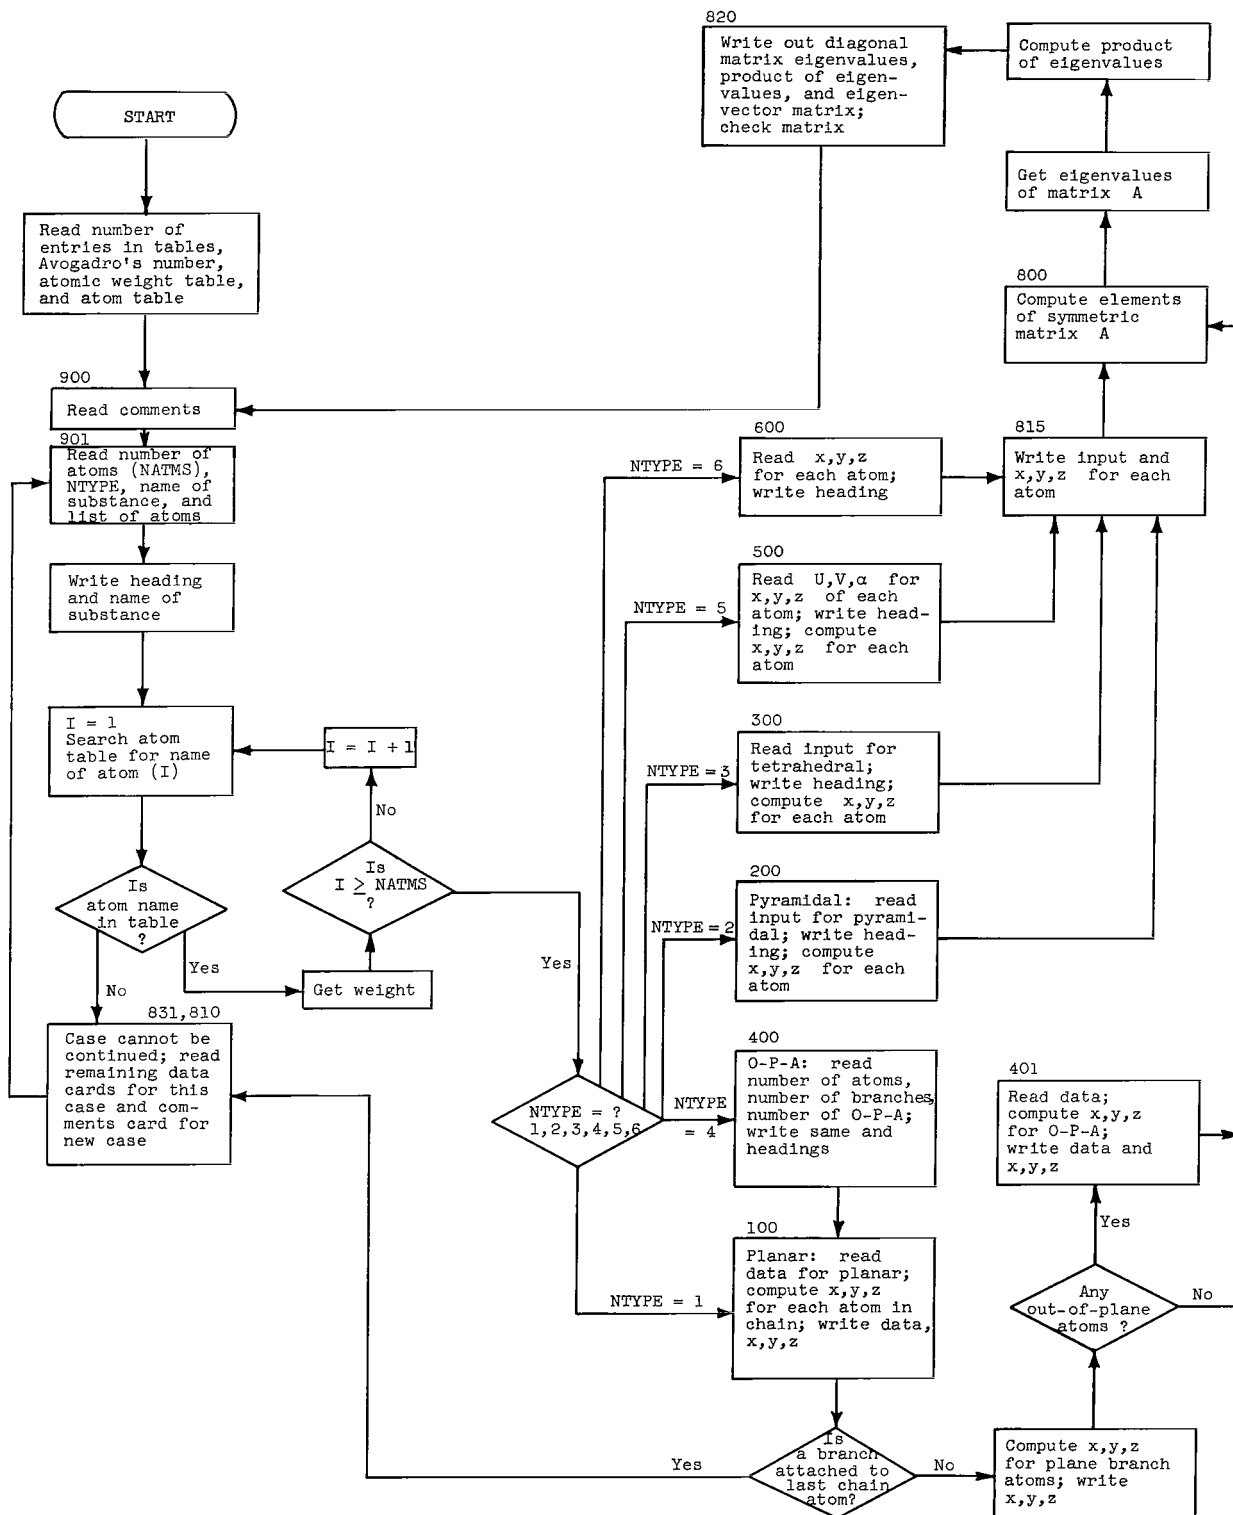 START
Read number of
entries in tables,
Avogadro's number,
atomic weight table,
and atom table
900
Read comments
901
Read number of
atoms (NATMS),
NTYPE, name of
substance, and
list of atoms
Write heading
and name of
substance
I = 1
Search atom
table for name
of atom (I)
I = I + 1
No
Is
I ≥ NATMS
?
Is
atom name
in table
?
Yes
Get weight
No
831,810
Case cannot be
continued; read
remaining data
cards for this
case and com-
ments card for
new case
Yes
NTYPE = ?
1,2,3,4,5,6
820
Write out diagonal
matrix eigenvalues,
product of eigen-
values, and eigen-
vector matrix;
check matrix
Compute product
of eigenvalues
Get eigenvalues
of matrix A
800
Compute elements
of symmetric
matrix A
815
Write input and
x,y,z for each
atom
NTYPE = 6
600
Read x,y,z
for each atom;
write heading
NTYPE = 5
500
Read U,V,α for
x,y,z of each
atom; write head-
ing; compute
x,y,z for each
atom
NTYPE = 3
300
Read input for
tetrahedral;
write heading;
compute x,y,z
for each atom
NTYPE = 2
200
Pyramidal: read
input for pyrami-
dal; write head-
ing; compute
x,y,z for each
atom
NTYPE
= 4
400
O-P-A: read
number of atoms,
number of branches,
number of O-P-A;
write same and
headings
NTYPE = 1
100
Planar: read
data for planar;
compute x,y,z
for each atom in
chain; write data,
x,y,z
Is
a branch
attached to
last chain
atom?
Yes
No
Compute x,y,z
for plane branch
atoms; write
x,y,z
Any
out-of-plane
atoms ?
No
Yes
401
Read data;
compute x,y,z
for O-P-A;
write data and
x,y,z